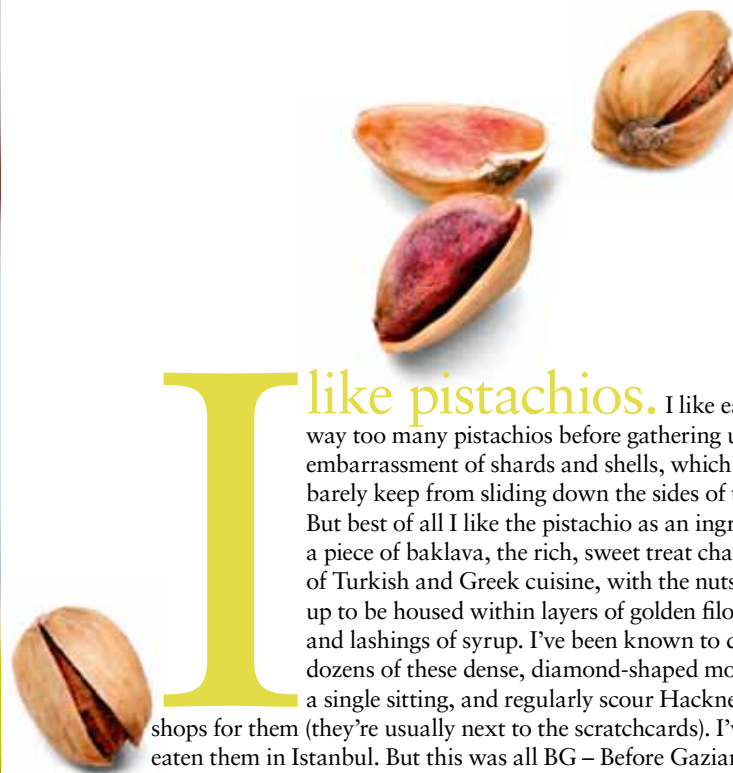 I like pistachios. I like ea
way too many pistachios before gathering u
embarrassment of shards and shells, which
barely keep from sliding down the sides of t
But best of all I like the pistachio as an ingr
a piece of baklava, the rich, sweet treat cha
of Turkish and Greek cuisine, with the nuts
up to be housed within layers of golden filo
and lashings of syrup. I've been known to c
dozens of these dense, diamond-shaped mo
a single sitting, and regularly scour Hackne
shops for them (they're usually next to the scratchcards). I'v
eaten them in Istanbul. But this was all BG – Before Gazian